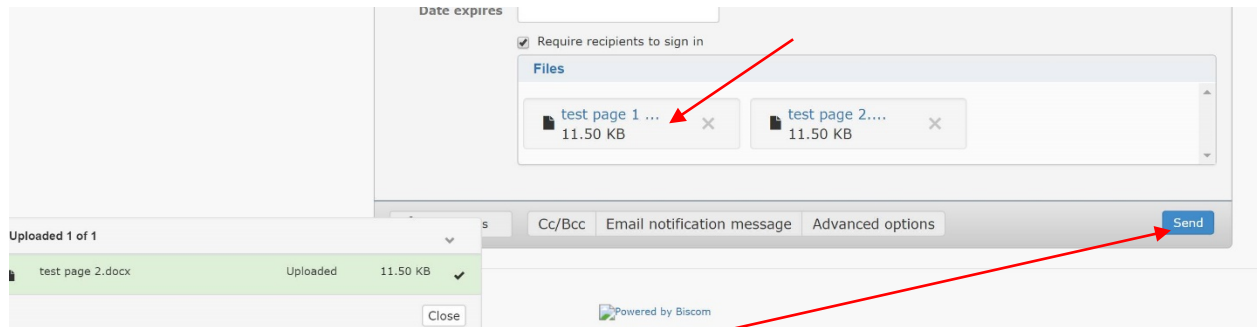 Date expires
Require recipients to sign in
Files
test page 1 ...
11.50 KB
test page 2....
11.50 KB
Cc/Bcc Email notification message Advanced options Send
Uploaded 1 of 1
test page 2.docx Uploaded 11.50 KB
Close
Powered by Biscom